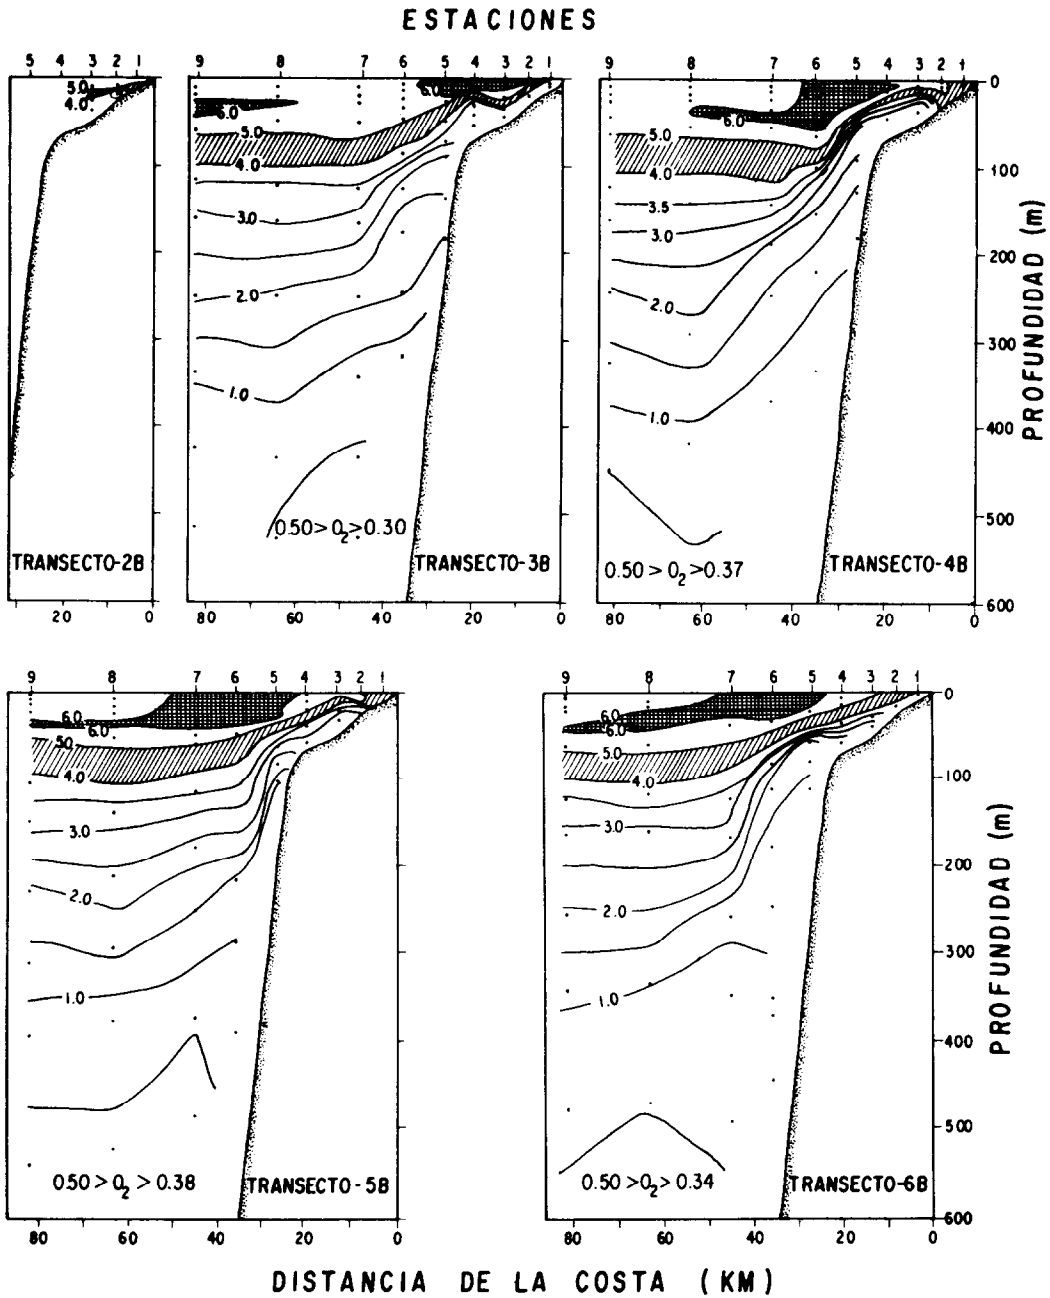 ESTACIONES
5 4 3 2 1
9 8 7 6 5 4 3 2 1
9 8 7 6 5 4 3 2 1
5.0
4.0
6.0
6.0
5.0
4.0
3.0
2.0
1.0
0.50 > O2 > 0.30
6.0
5.0
4.0
3.5
3.0
2.0
1.0
0.50 > O2 > 0.37
0
100
200
300
400
500
600
PROFUNDIDAD (m)
TRANSECTO-2B
TRANSECTO-3B
TRANSECTO-4B
20 0
80 60 40 20 0
80 60 40 20 0
9 8 7 6 5 4 3 2 1
9 8 7 6 5 4 3 2 1
6.0
6.0
50
4.0
3.0
2.0
1.0
0.50 > O2 > 0.38
TRANSECTO-5B
6.0
6.0
5.0
4.0
3.0
2.0
1.0
0.50 > O2 > 0.34
TRANSECTO-6B
0
100
200
300
400
500
600
PROFUNDIDAD (m)
80 60 40 20 0
80 60 40 20 0
DISTANCIA DE LA COSTA (KM)